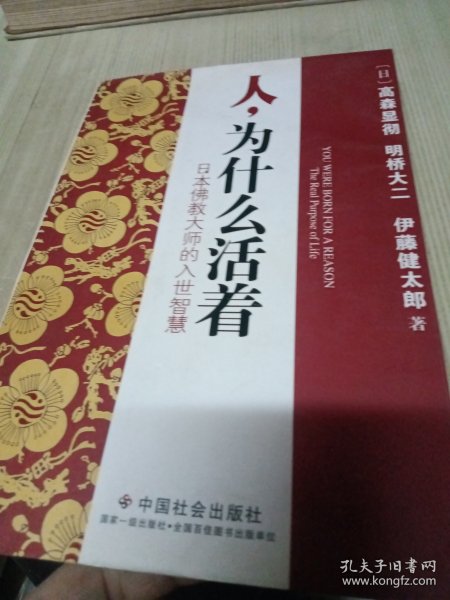 [日]高森显彻 明桥大二 伊藤健太郎 著
YOU WERE BORN FOR A REASON
The Real Purpose of Life
人，为什么活着
日本佛教大师的入世智慧
中国社会出版社
国家一级出版社•全国百佳图书出版单位
孔夫子旧书网
www.kongfz.com